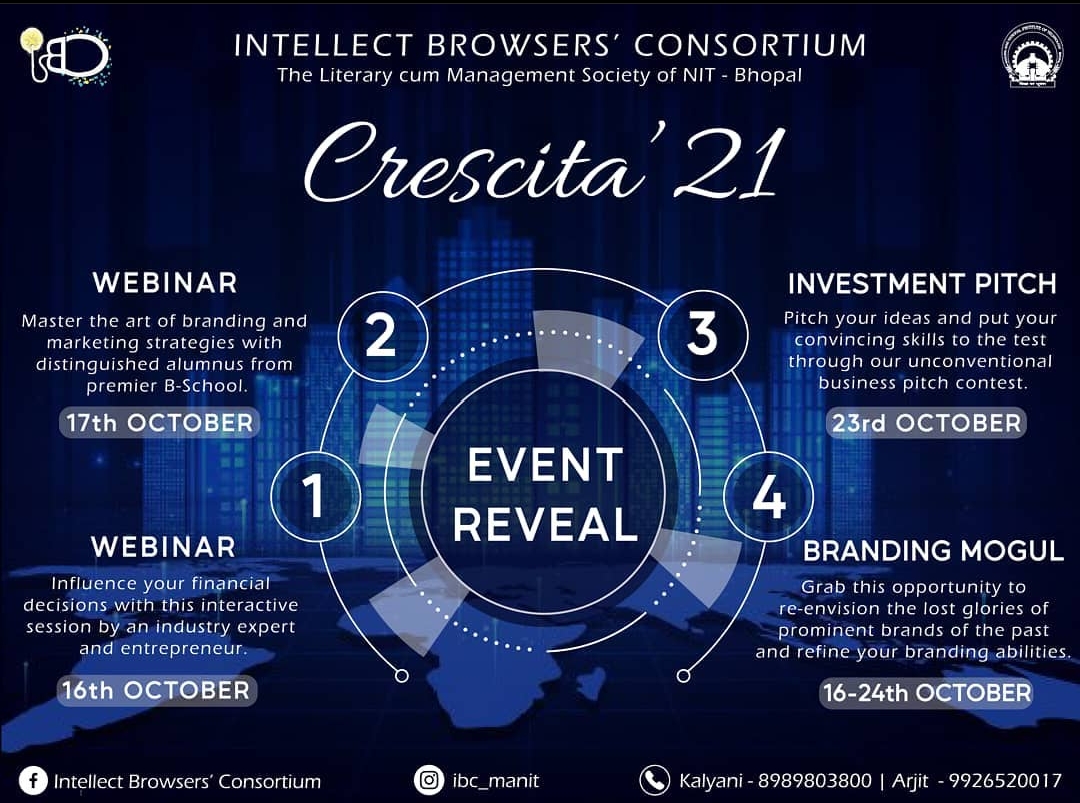 INTELLECT BROWSERS' CONSORTIUM
The Literary cum Management Society of NIT - Bhopal
Crescita' 21
WEBINAR
Master the art of branding and
marketing strategies with
distinguished alumnus from
premier B-School.
17th OCTOBER
2
3
INVESTMENT PITCH
Pitch your ideas and put your
convincing skills to the test
through our unconventional
business pitch contest.
23rd OCTOBER
EVENT
REVEAL
1
4
WEBINAR
Influence your financial
decisions with this interactive
session by an industry expert
and entrepreneur.
16th OCTOBER
BRANDING MOGUL
Grab this opportunity to
re-envision the lost glories of
prominent brands of the past
and refine your branding abilities.
16-24th OCTOBER
Intellect Browsers' Consortium
ibc_manit
Kalyani - 8989803800 | Arjit - 9926520017